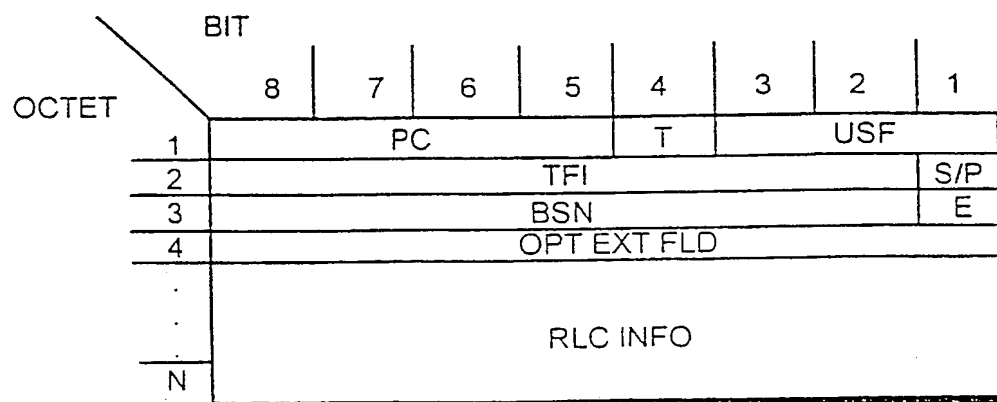 BIT
OCTET 8 7 6 5 4 3 2 1
1 PC T USF
2 TFI S/P
3 BSN E
4 OPT EXT FLD
.
.
.
RLC INFO
N